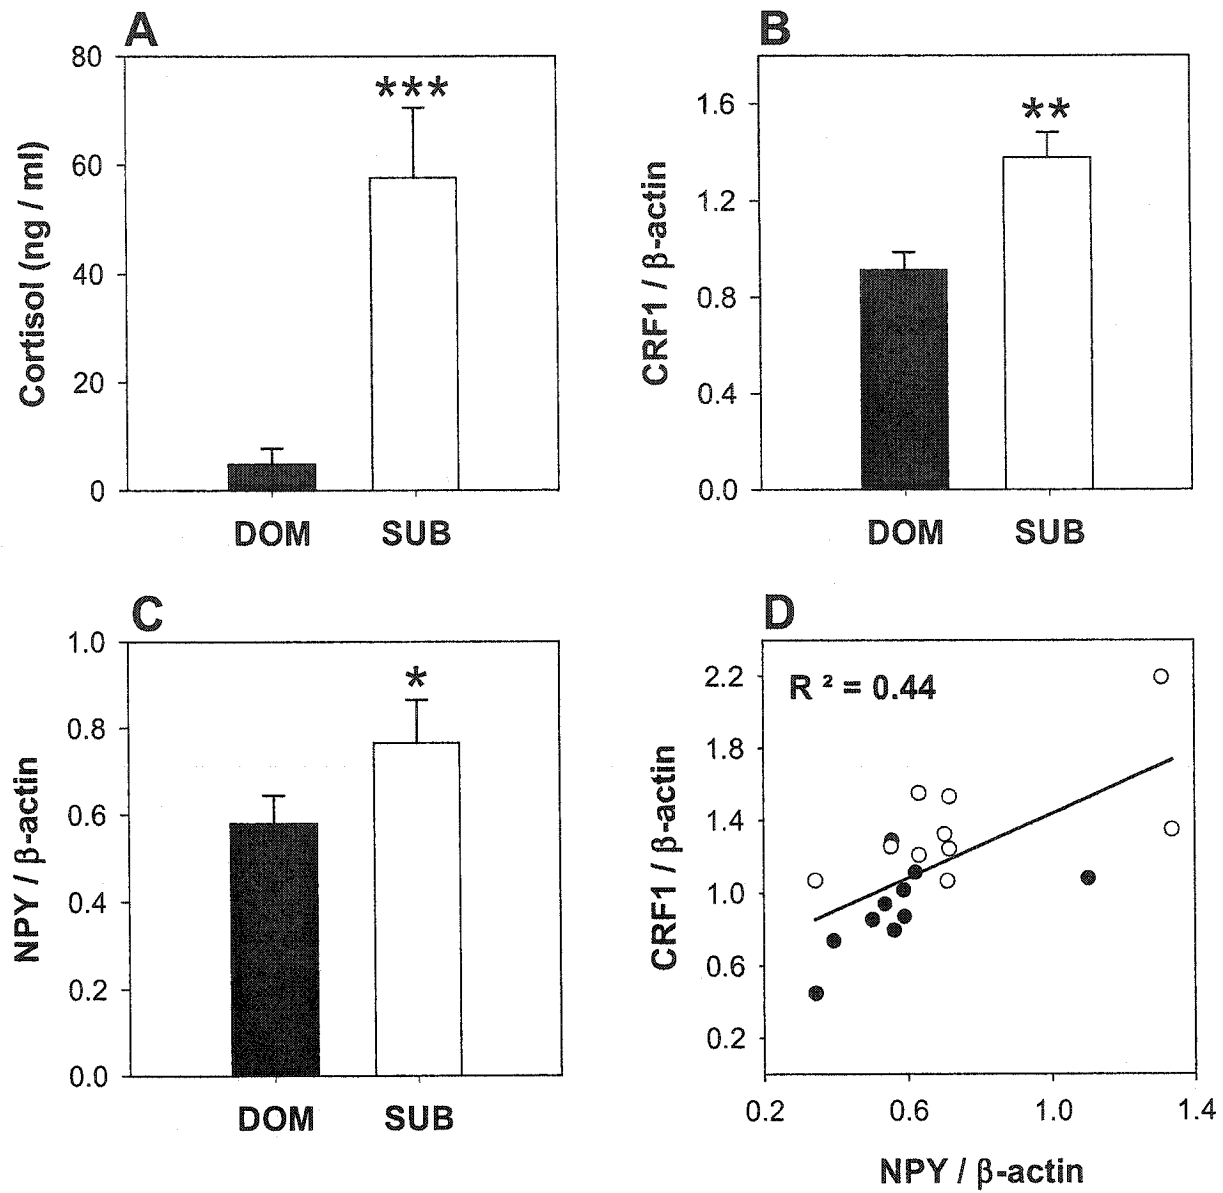 A
80
60
40
20
0
Cortisol (ng / ml)
***
DOM SUB
B
1.6
1.2
0.8
0.4
0.0
CRF1 / β-actin
**
DOM SUB
C
1.0
0.8
0.6
0.4
0.2
0.0
NPY / β-actin
*
DOM SUB
D
2.2
1.8
1.4
1.0
0.6
0.2
CRF1 / β-actin
R ² = 0.44
0.2 0.6 1.0 1.4
NPY / β-actin